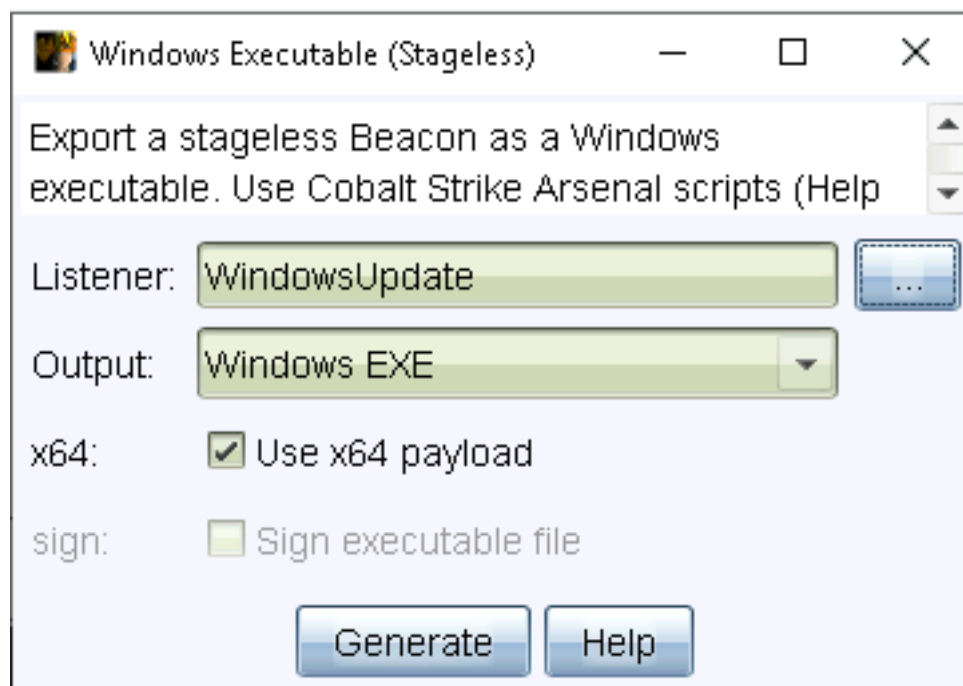 Windows Executable (Stageless)
Export a stageless Beacon as a Windows
executable. Use Cobalt Strike Arsenal scripts (Help
Listener: WindowsUpdate ...
Output: Windows EXE
x64: Use x64 payload
sign: Sign executable file
Generate Help